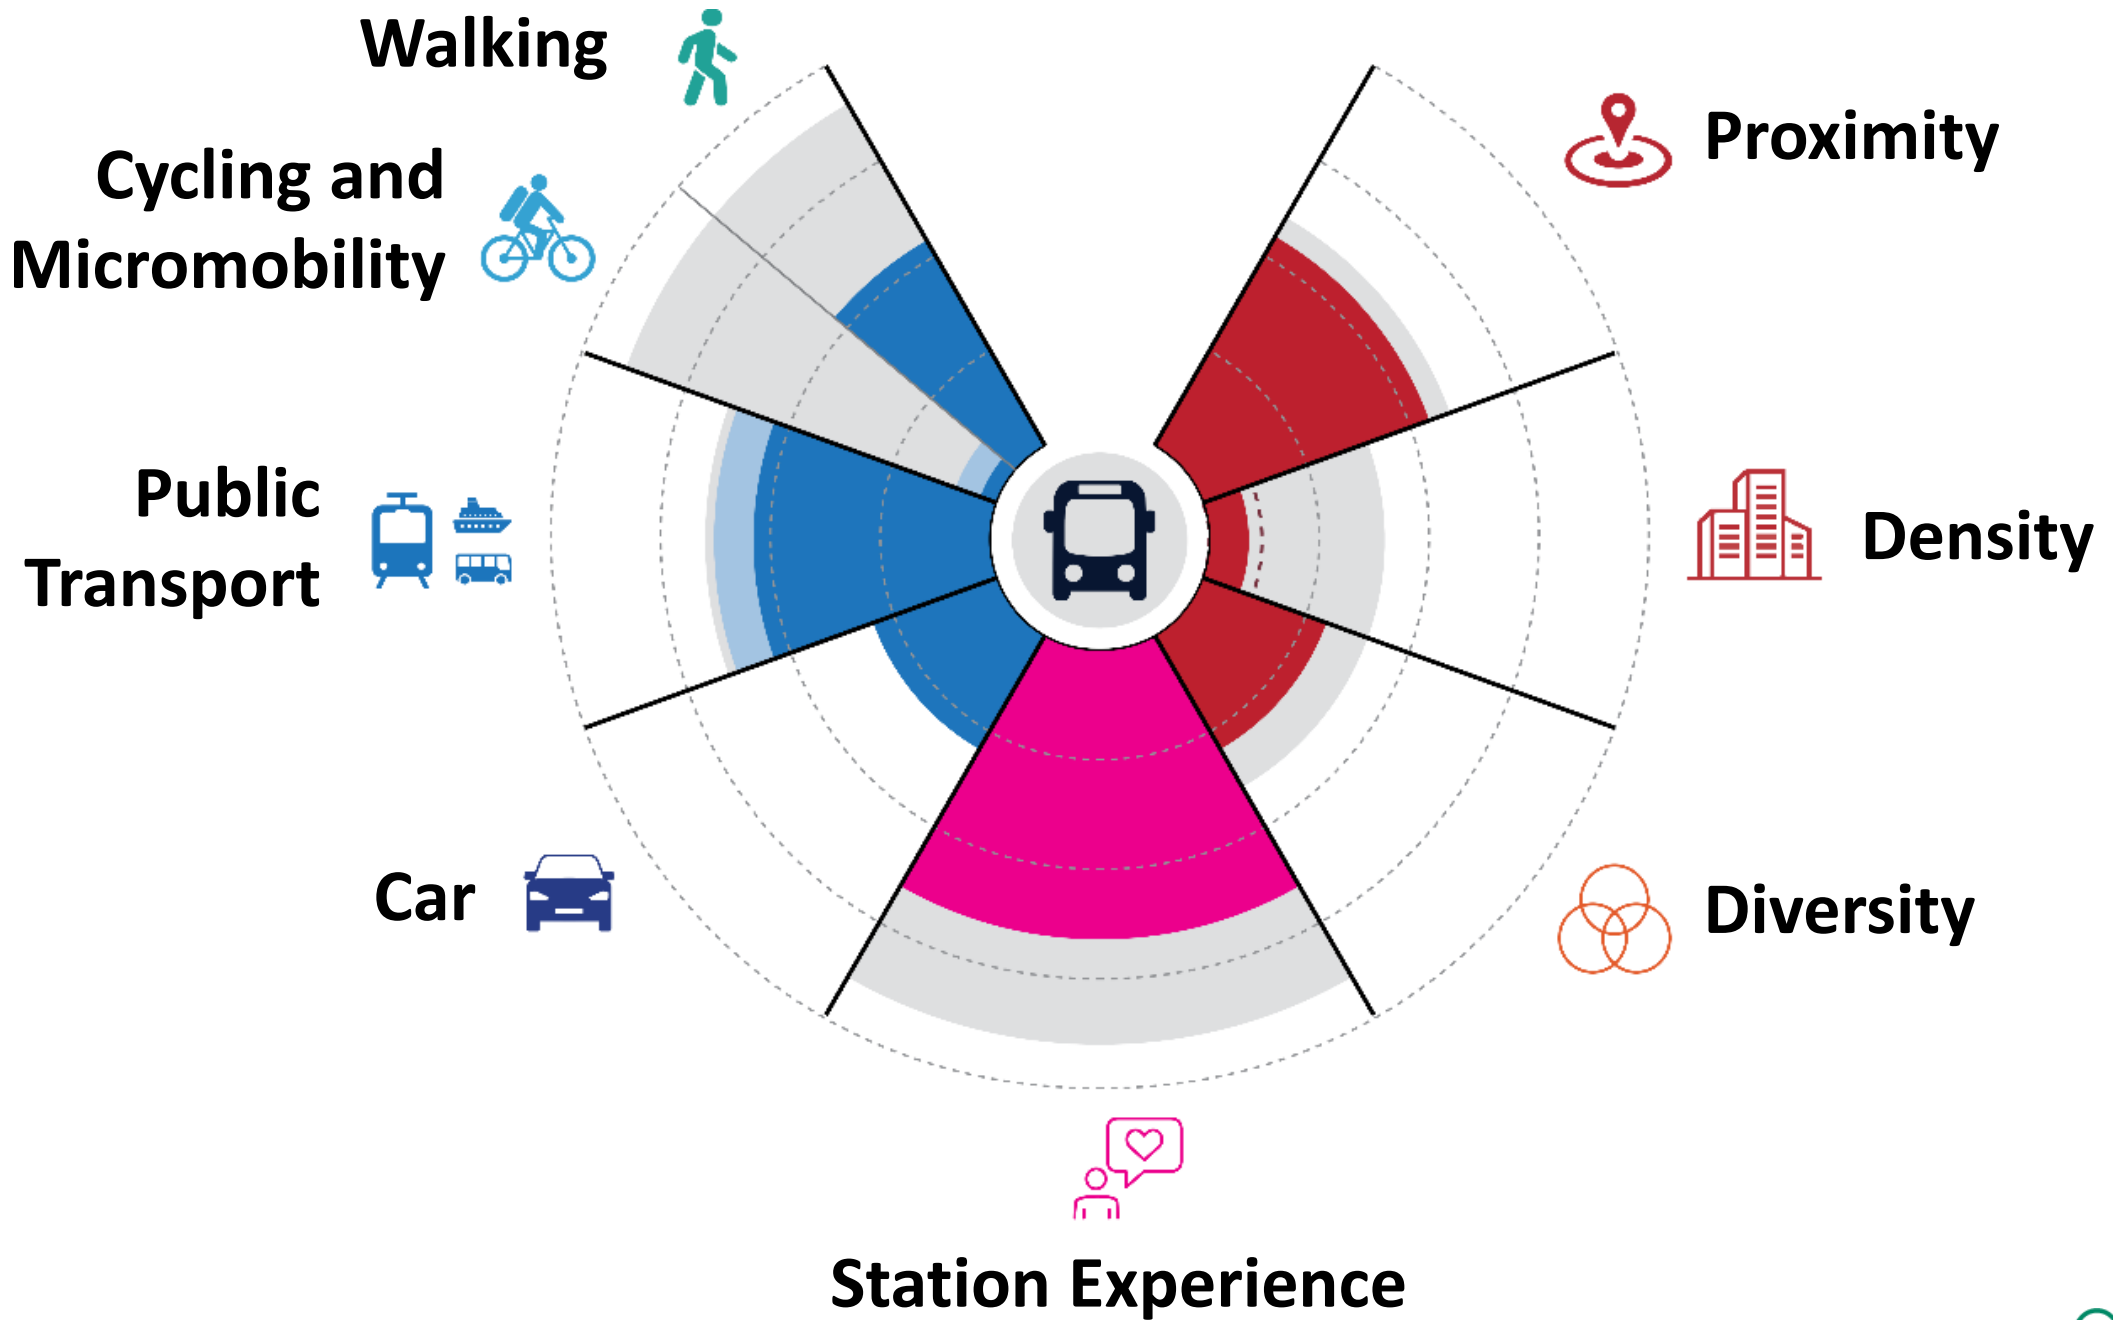 Walking
Cycling and
Micromobility
Public
Transport
Car
Station Experience
Proximity
Density
Diversity